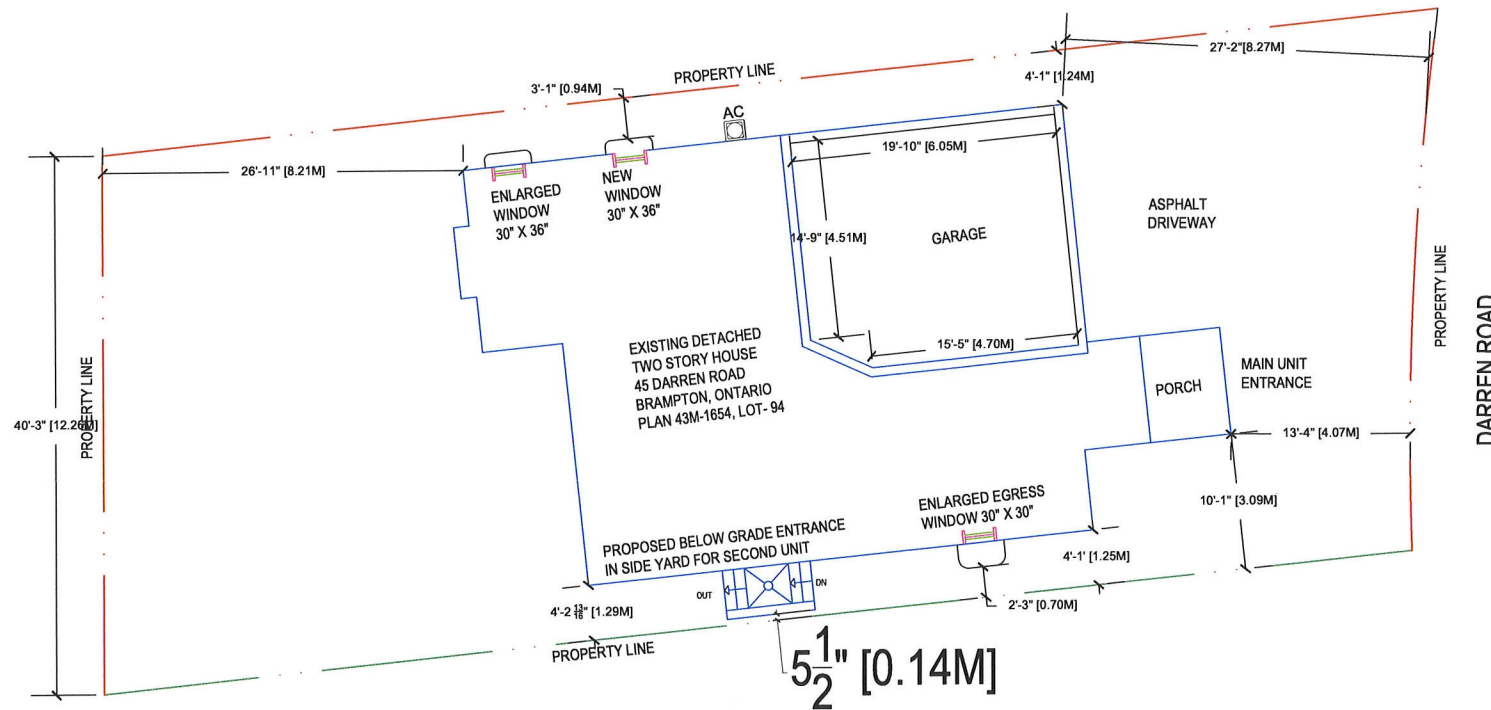 27'-2"[8.27M]
4'-1" [1.24M]
PROPERTY LINE
3'-1" [0.94M]
AC
26'-11" [8.21M]
19'-10" [6.05M]
ENLARGED
WINDOW
30" X 36"
NEW
WINDOW
30" X 36"
14'-9" [4.51M]
GARAGE
ASPHALT
DRIVEWAY
PROPERTY LINE
DARREN ROAD
15'-5" [4.70M]
EXISTING DETACHED
TWO STORY HOUSE
45 DARREN ROAD
BRAMPTON, ONTARIO
PLAN 43M-1654, LOT- 94
PORCH
MAIN UNIT
ENTRANCE
40'-3" [12.26M]
PROPERTY LINE
13'-4" [4.07M]
10'-1" [3.09M]
ENLARGED EGRESS
WINDOW 30" X 30"
PROPOSED BELOW GRADE ENTRANCE
IN SIDE YARD FOR SECOND UNIT
4'-1' [1.25M]
OUT
DN
4'-2 13/16" [1.29M]
2'-3" [0.70M]
PROPERTY LINE
5 1/2" [0.14M]